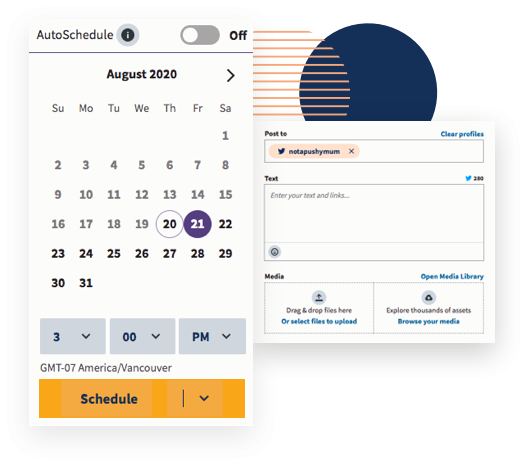 AutoSchedule i Off
August 2020
Su Mo Tu We Th Fr Sa
1
2 3 4 5 6 7 8
9 10 11 12 13 14 15
16 17 18 19 20 21 22
23 24 25 26 27 28 29
30 31
3 00 PM
GMT-07 America/Vancouver
Schedule
Post to Clear profiles
notapushymum ×
Text 280
Enter your text and links...
Media Open Media Library
Drag & drop files here
Or select files to upload
Explore thousands of assets
Browse your media